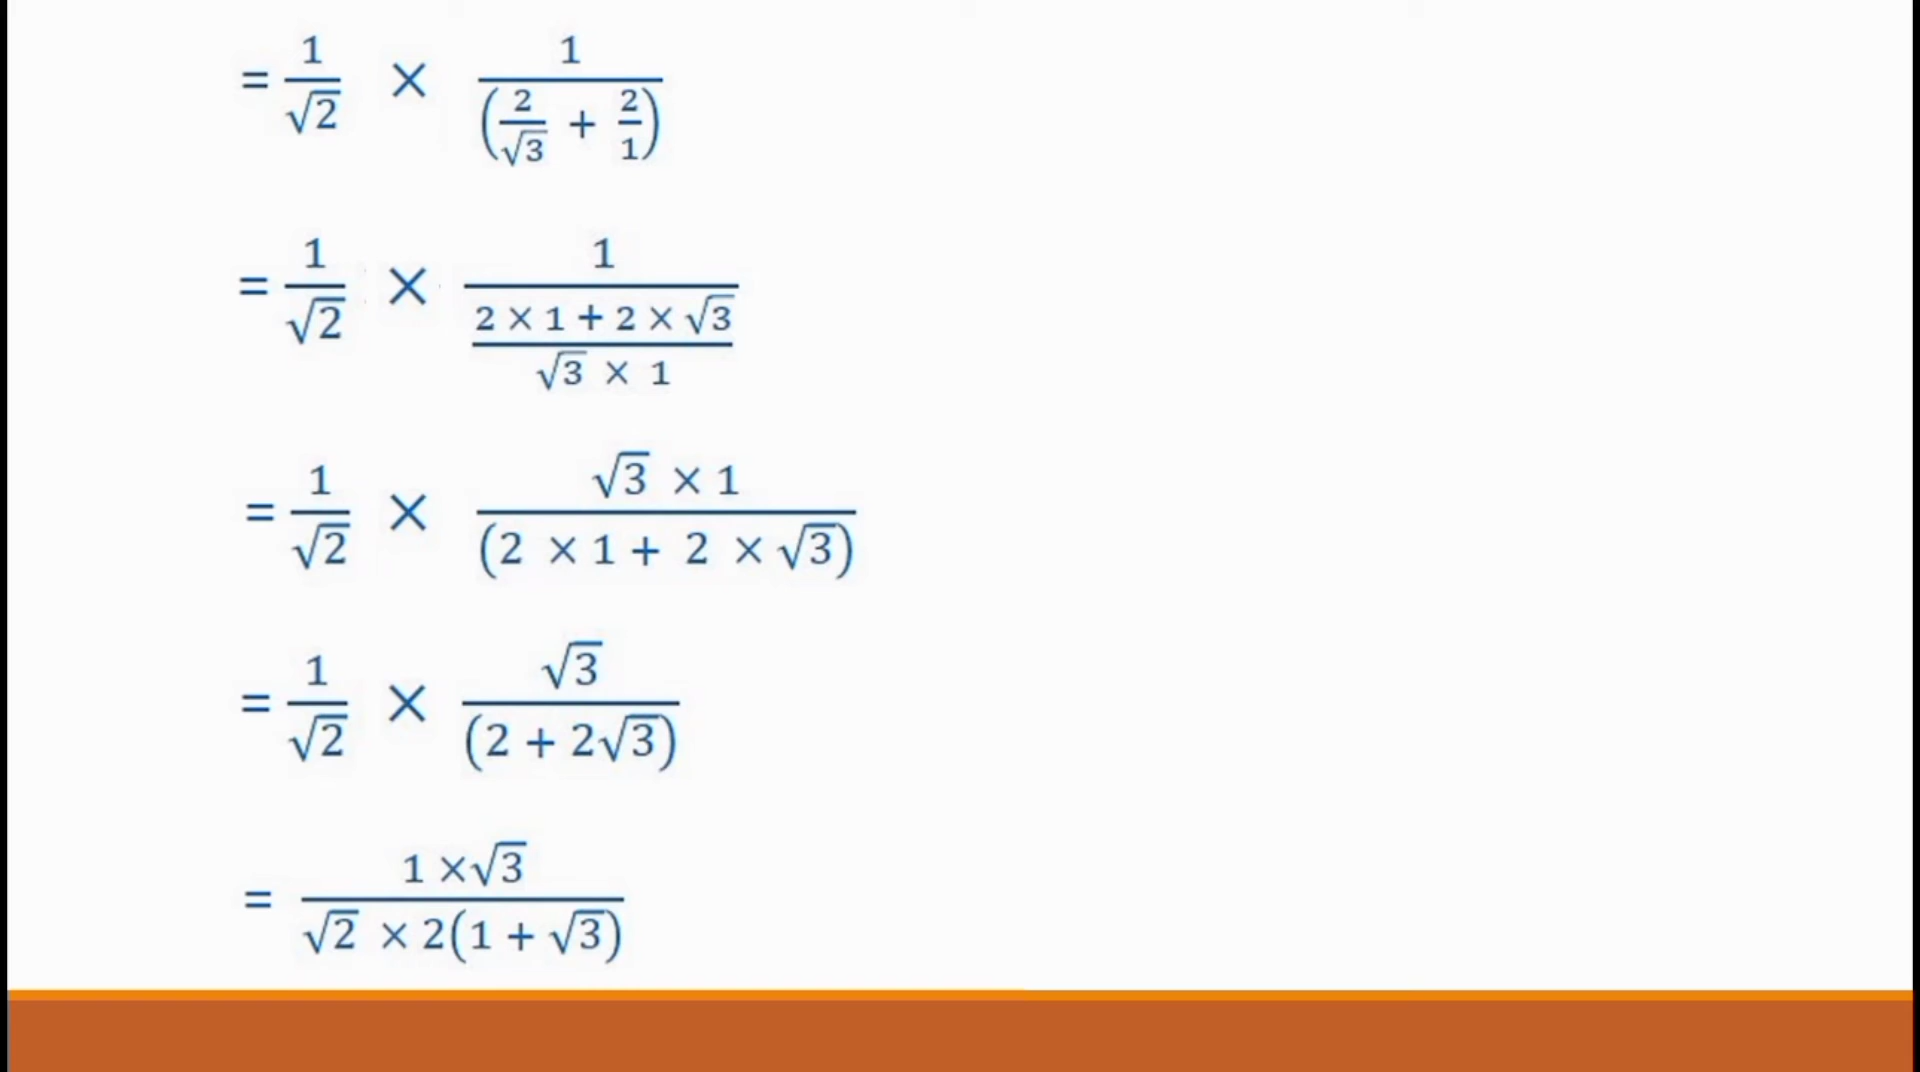 = 1/√2 × 1/(2/√3 + 2/1)
= 1/√2 × 1/((2 × 1 + 2 × √3)/(√3 × 1))
= 1/√2 × (√3 × 1)/(2 × 1 + 2 × √3)
= 1/√2 × √3/(2 + 2√3)
= (1 ×√3)/(√2 × 2(1 + √3))